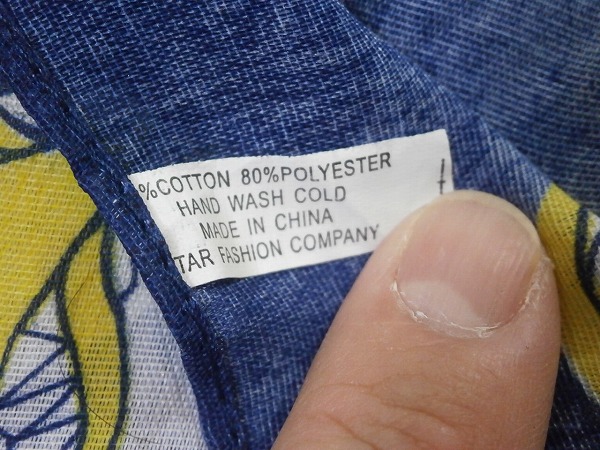 %COTTON 80%POLYESTER
HAND WASH COLD
MADE IN CHINA
TAR FASHION COMPANY